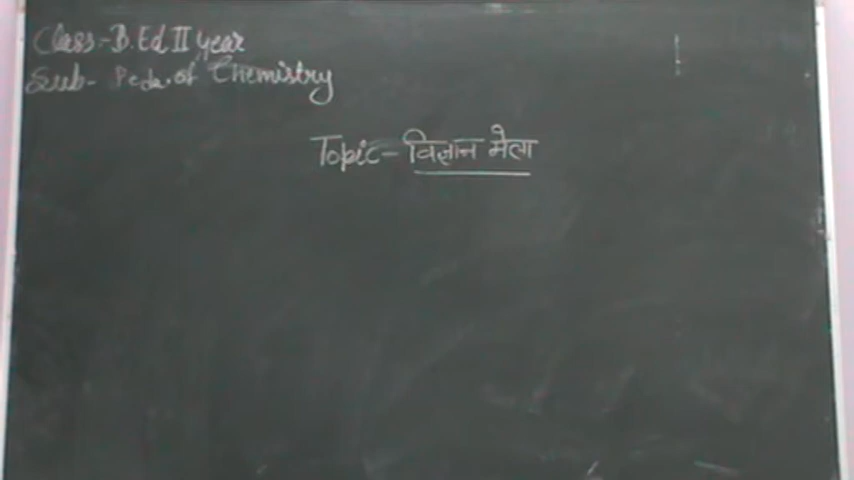 Class:- B.Ed II year
Sub- Peda. of Chemistry
Topic- विज्ञान मेला